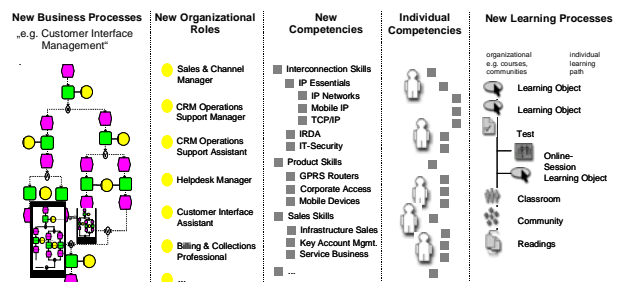 New Business Processes
„e.g. Customer Interface
Management“
New Organizational
Roles
Sales & Channel
Manager
CRM Operations
Support Manager
CRM Operations
Support Assistant
Helpdesk Manager
Customer Interface
Assistant
Billing & Collections
Professional
...
New
Competencies
Interconnection Skills
IP Essentials
IP Networks
Mobile IP
TCP/IP
IRDA
IT-Security
Product Skills
GPRS Routers
Corporate Access
Mobile Devices
Sales Skills
Infrastructure Sales
Key Account Mgmt.
Service Business
...
Individual
Competencies
New Learning Processes
organizational
e.g. courses,
communities
individual
learning
path
Learning Object
Learning Object
Test
Online-
Session
Learning Object
Classroom
Community
Readings